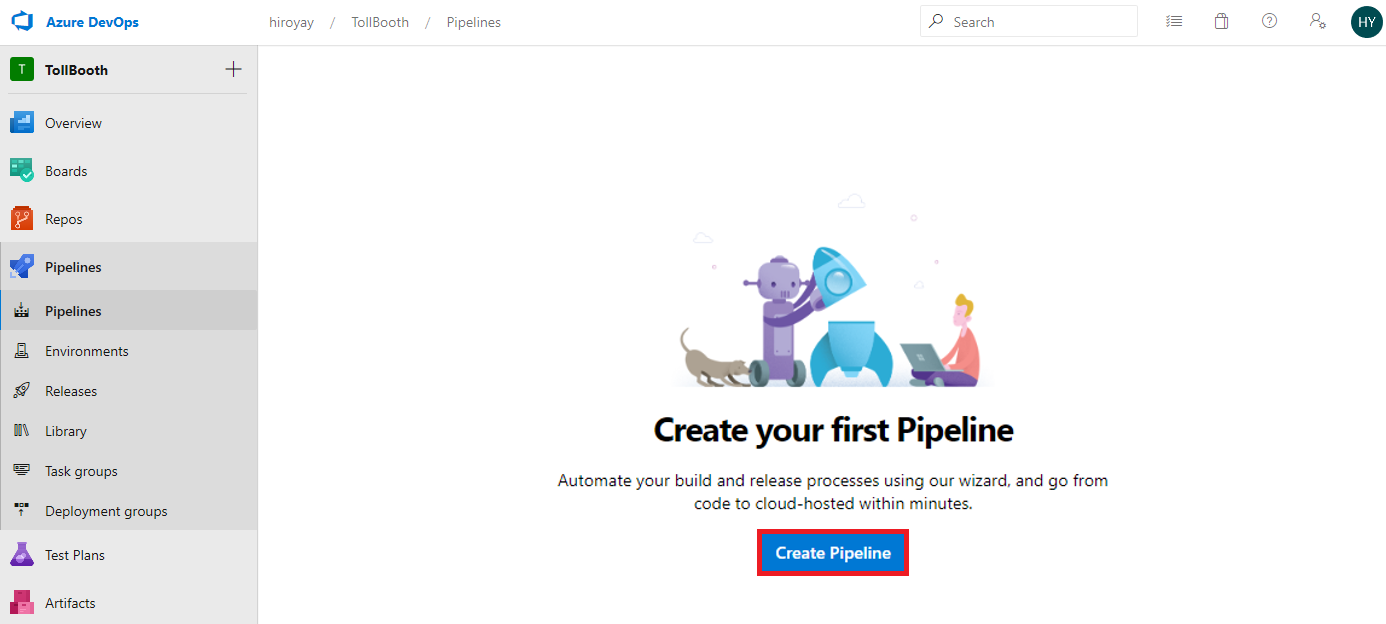 Azure DevOps
hiroyay / TollBooth / Pipelines
Search
HY
T TollBooth
Overview
Boards
Repos
Pipelines
Pipelines
Environments
Releases
Library
Task groups
Deployment groups
Test Plans
Artifacts
Create your first Pipeline
Automate your build and release processes using our wizard, and go from
code to cloud-hosted within minutes.
Create Pipeline